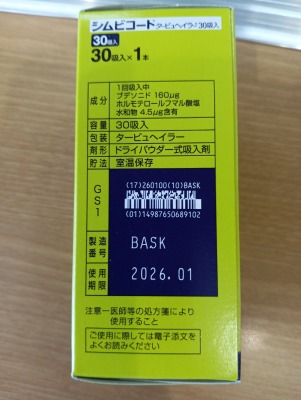 シムビコート タービュヘイラー30吸入
30吸入
30吸入×1本
成分
1回吸入中
ブデソニド 160μg
ホルモテロールフマル酸塩
水和物 4.5μg含有
容量 30吸入
包装 タービュヘイラー
剤形 ドライパウダー式吸入剤
貯法 室温保存
GS1
(17)260100(10)BASK
(01)14987650689102
製造番号 BASK
使用期限 2026.01
注意－医師等の処方箋により
使用すること
ご使用に際しては電子添文を
よくお読みください